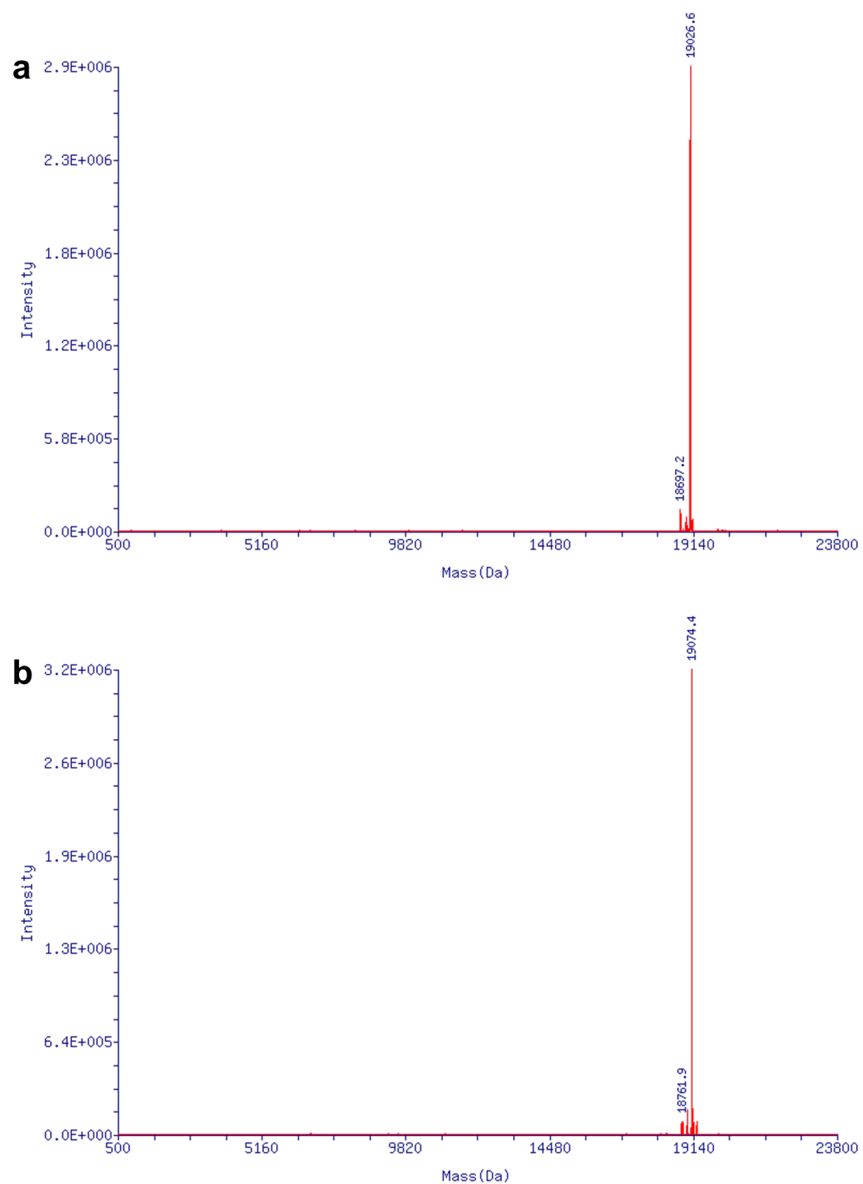 a
19026.6
2.9E+006
2.3E+006
1.8E+006
1.2E+006
5.8E+005
0.0E+000
Intensity
18697.2
500 5160 9820 14480 19140 23800
Mass(Da)
b
19074.4
3.2E+006
2.6E+006
1.9E+006
1.3E+006
6.4E+005
0.0E+000
Intensity
18761.9
500 5160 9820 14480 19140 23800
Mass(Da)